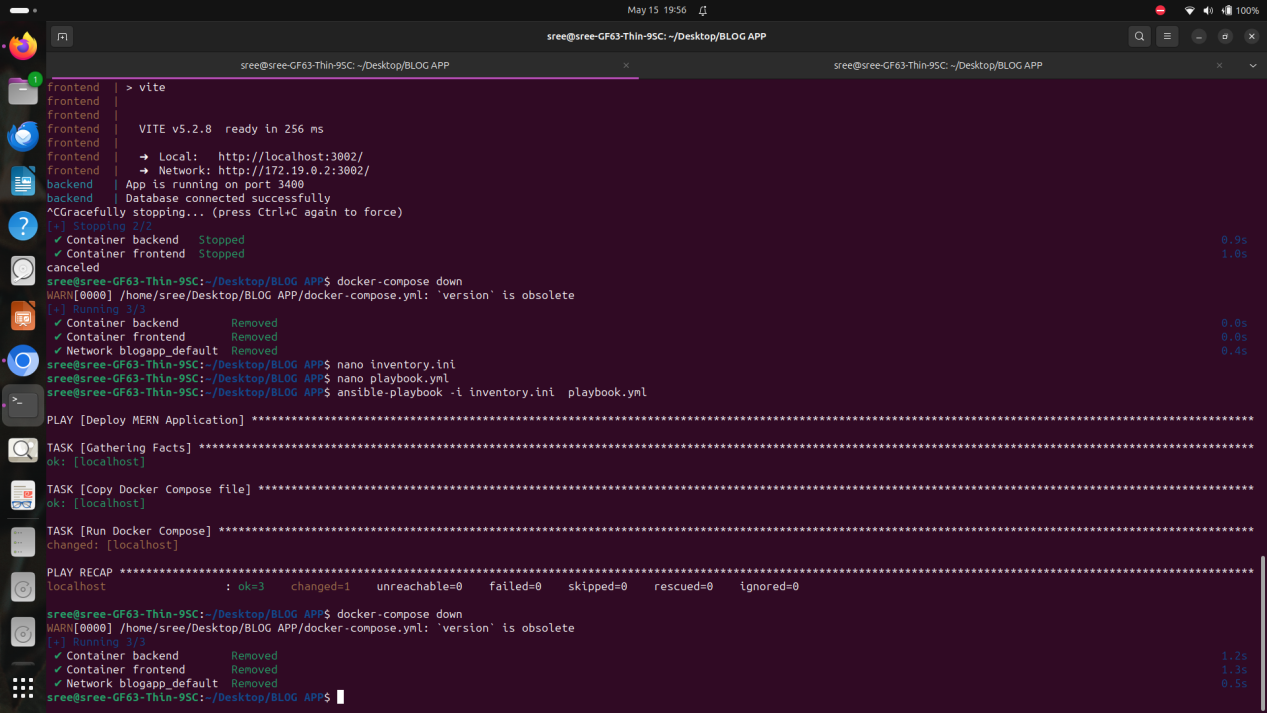 May 15 19:56
100%
sree@sree-GF63-Thin-9SC: ~/Desktop/BLOG APP
sree@sree-GF63-Thin-9SC: ~/Desktop/BLOG APP
sree@sree-GF63-Thin-9SC: ~/Desktop/BLOG APP
1
frontend | > vite
frontend |
frontend |
frontend | VITE v5.2.8 ready in 256 ms
frontend |
frontend | ➜ Local: http://localhost:3002/
frontend | ➜ Network: http://172.19.0.2:3002/
backend | App is running on port 3400
backend | Database connected successfully
^CGracefully stopping... (press Ctrl+C again to force)
[+] Stopping 2/2
✔ Container backend Stopped 0.9s
✔ Container frontend Stopped 1.0s
canceled
sree@sree-GF63-Thin-9SC:~/Desktop/BLOG APP$ docker-compose down
WARN[0000] /home/sree/Desktop/BLOG APP/docker-compose.yml: `version` is obsolete
[+] Running 3/3
✔ Container backend Removed 0.0s
✔ Container frontend Removed 0.0s
✔ Network blogapp_default Removed 0.4s
sree@sree-GF63-Thin-9SC:~/Desktop/BLOG APP$ nano inventory.ini
sree@sree-GF63-Thin-9SC:~/Desktop/BLOG APP$ nano playbook.yml
sree@sree-GF63-Thin-9SC:~/Desktop/BLOG APP$ ansible-playbook -i inventory.ini playbook.yml
PLAY [Deploy MERN Application] ********************************************************************************
TASK [Gathering Facts] ********************************************************************************
ok: [localhost]
TASK [Copy Docker Compose file] ********************************************************************************
ok: [localhost]
TASK [Run Docker Compose] ********************************************************************************
changed: [localhost]
PLAY RECAP ********************************************************************************
localhost : ok=3 changed=1 unreachable=0 failed=0 skipped=0 rescued=0 ignored=0
sree@sree-GF63-Thin-9SC:~/Desktop/BLOG APP$ docker-compose down
WARN[0000] /home/sree/Desktop/BLOG APP/docker-compose.yml: `version` is obsolete
[+] Running 3/3
✔ Container backend Removed 1.2s
✔ Container frontend Removed 1.3s
✔ Network blogapp_default Removed 0.5s
sree@sree-GF63-Thin-9SC:~/Desktop/BLOG APP$